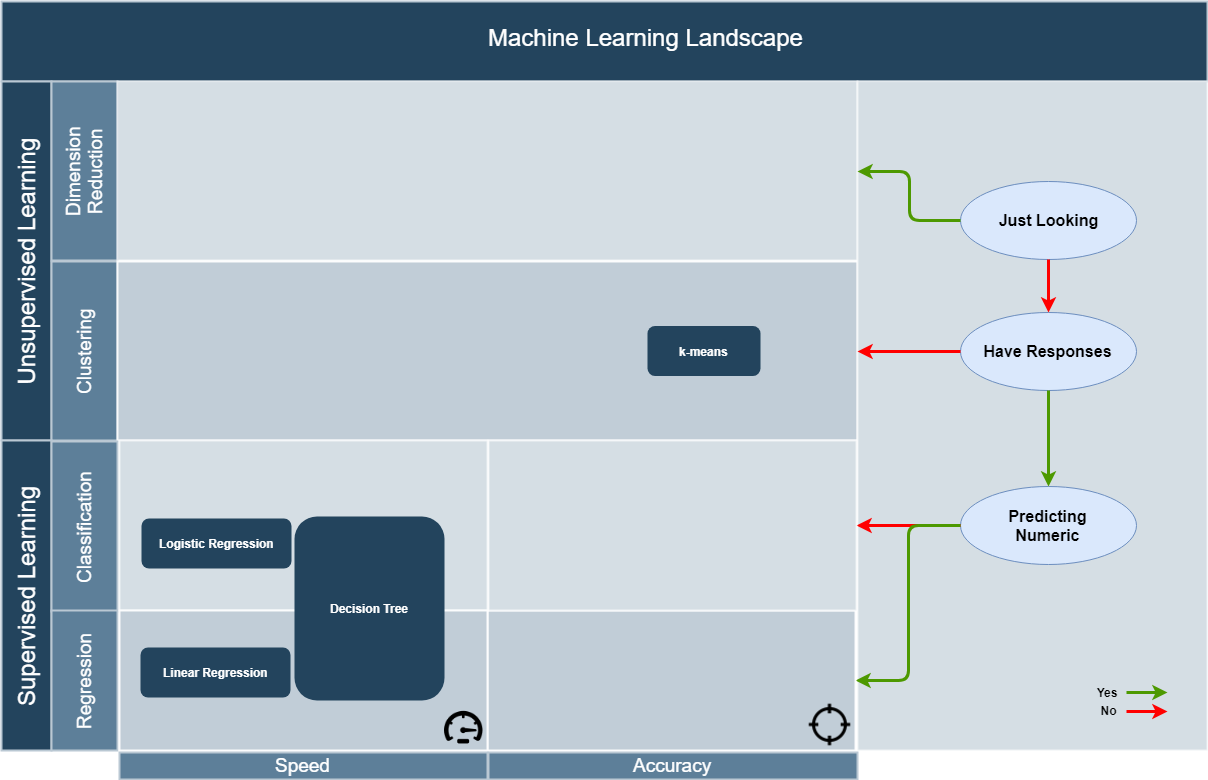 Machine Learning Landscape
Unsupervised Learning
Dimension
Reduction
Just Looking
Clustering
k-means
Have Responses
Supervised Learning
Classification
Logistic Regression
Decision Tree
Predicting
Numeric
Regression
Linear Regression
Yes
No
Speed
Accuracy